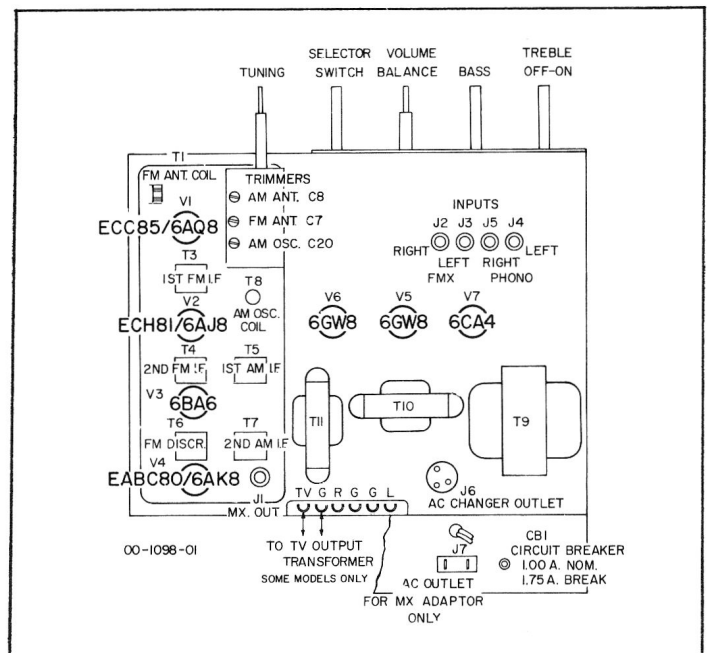 SELECTOR VOLUME TREBLE
TUNING SWITCH BALANCE BASS OFF-ON
T1
FM ANT. COIL
V1
ECC85/6AQ8
TRIMMERS
AM ANT. C8
FM ANT. C7
AM OSC. C20
INPUTS
J2 J3 J5 J4
RIGHT LEFT
LEFT RIGHT
FMX PHONO
T3
1ST FM I.F
T8
AM OSC.
COIL
V2
ECH81/6AJ8
V6 V5 V7
6GW8 6GW8 6CA4
T4 T5
2ND FM I.F 1ST AM I.F
V3
6BA6
T6 T7
FM DISCR. 2ND AM I.F
V4
EABC80/6AK8
J1
MX. OUT
T11 T10 T9
TV G R G G L
J6
AC CHANGER OUTLET
00-1098-01
TO TV OUTPUT
TRANSFORMER
SOME MODELS ONLY
J7
AC OUTLET
FOR MX ADAPTOR
ONLY
CB1
CIRCUIT BREAKER
1.00 A. NOM.
1.75 A. BREAK